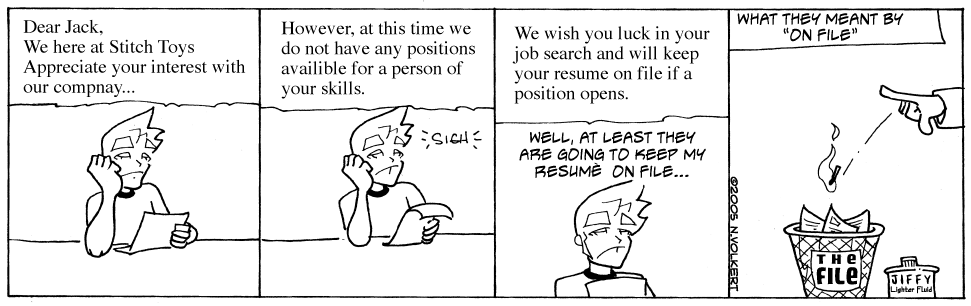 Dear Jack,
We here at Stitch Toys
Appreciate your interest with
our compnay...
However, at this time we
do not have any positions
availible for a person of
your skills.
SIGH
We wish you luck in your
job search and will keep
your resume on file if a
position opens.
WELL, AT LEAST THEY
ARE GOING TO KEEP MY
RESUMÈ ON FILE...
WHAT THEY MEANT BY
"ON FILE"
THE
FILE
JIFFY
Lighter Fluid
©2005 N.VOLKERT